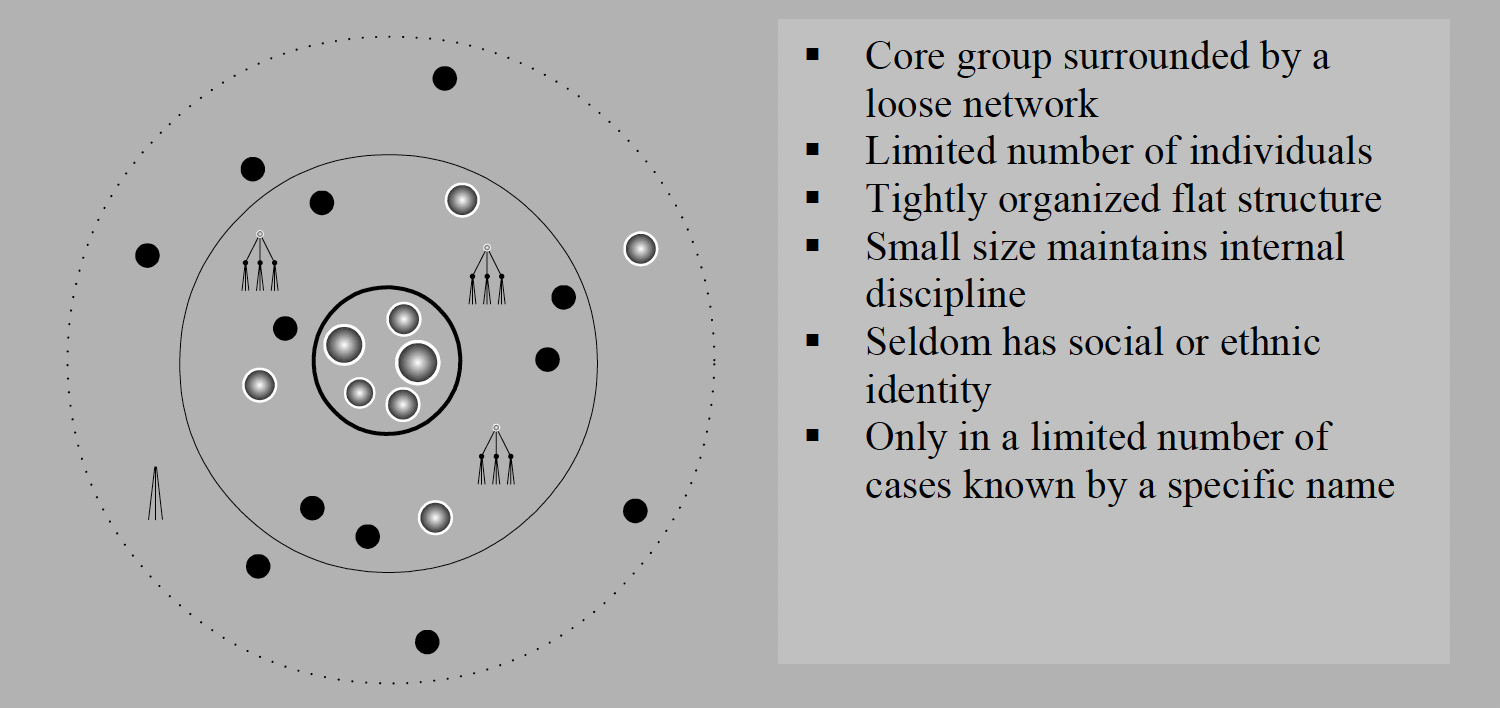 ▪ Core group surrounded by a
loose network
▪ Limited number of individuals
▪ Tightly organized flat structure
▪ Small size maintains internal
discipline
▪ Seldom has social or ethnic
identity
▪ Only in a limited number of
cases known by a specific name